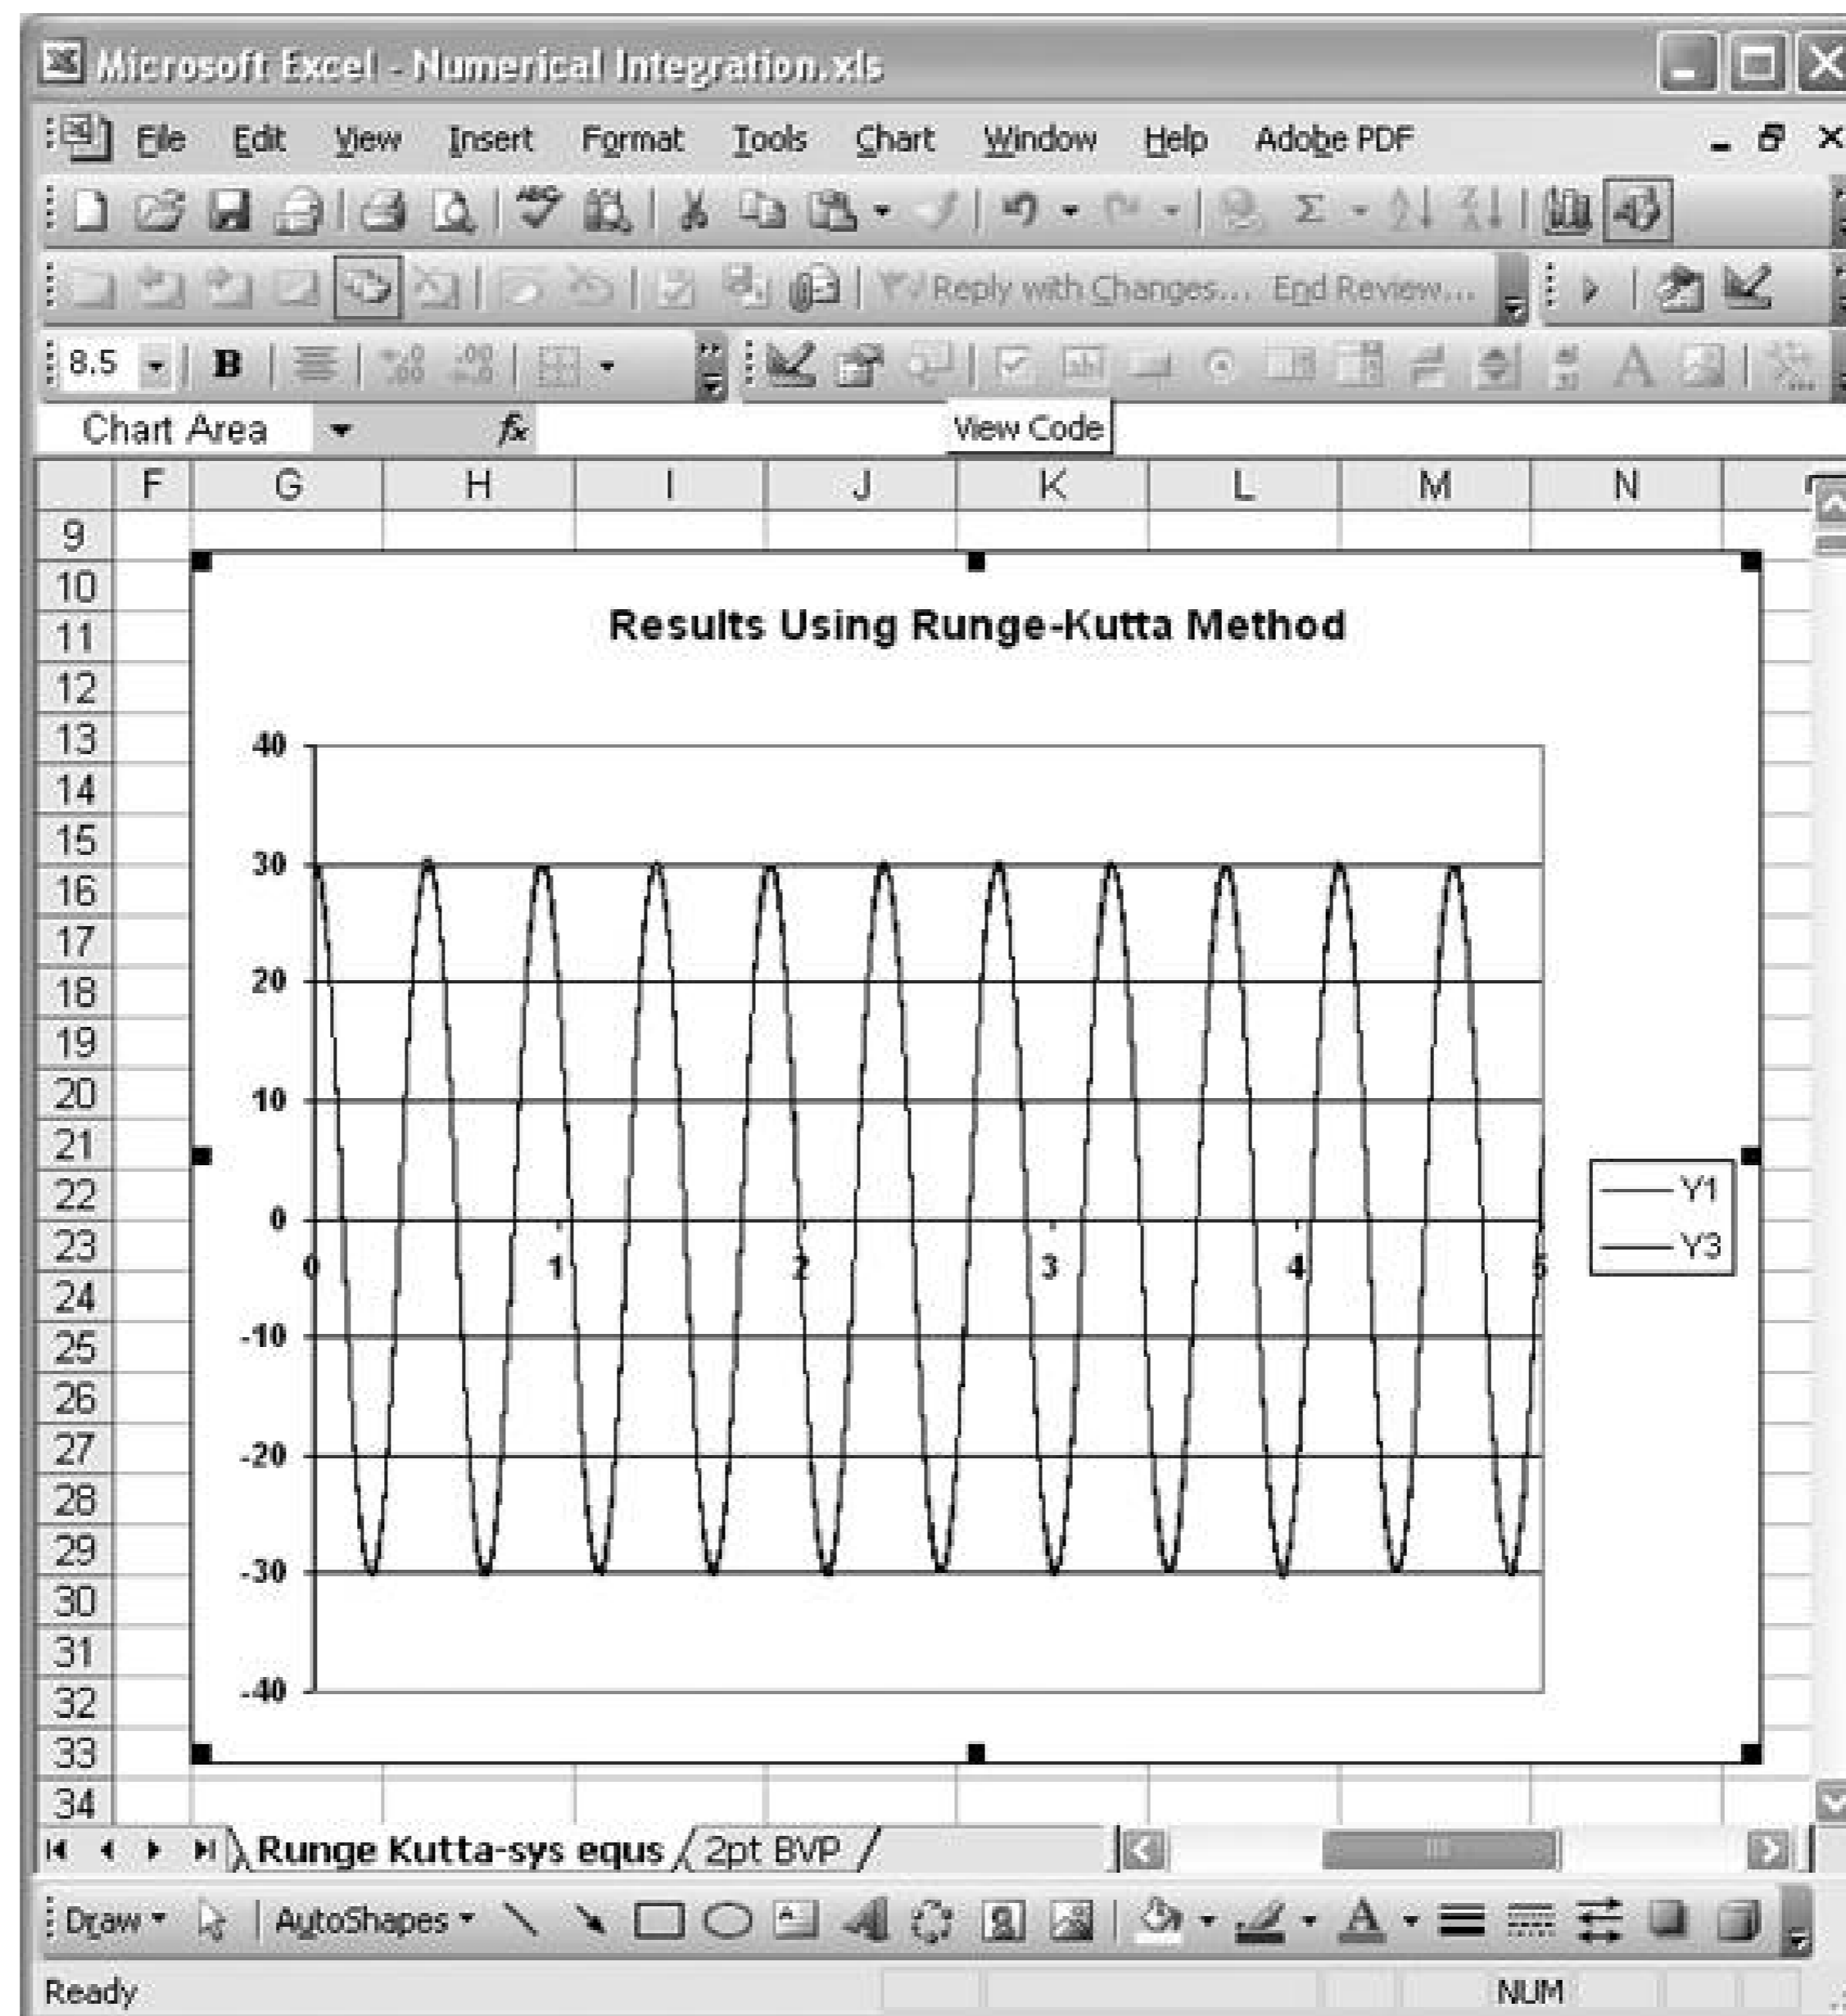 Microsoft Excel - Numerical Integration.xls
File Edit View Insert Format Tools Chart Window Help Adobe PDF
Reply with Changes... End Review...
8.5 B
Chart Area fx View Code
F G H I J K L M N
9
10
11
12
13
14
15
16
17
18
19
20
21
22
23
24
25
26
27
28
29
30
31
32
33
34
Results Using Runge-Kutta Method
40
30
20
10
0
-10
-20
-30
-40
0 1 2 3 4 5
Y1
Y3
Runge Kutta-sys equs 2pt BVP
Draw AutoShapes
Ready NUM